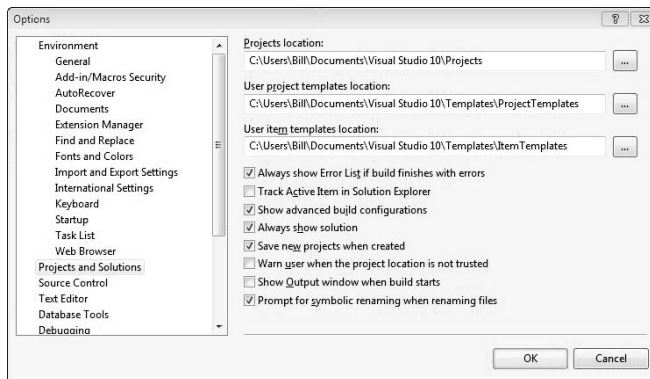 Options
Environment
General
Add-in/Macros Security
AutoRecover
Documents
Extension Manager
Find and Replace
Fonts and Colors
Import and Export Settings
International Settings
Keyboard
Startup
Task List
Web Browser
Projects and Solutions
Source Control
Text Editor
Database Tools
Debugging
Projects location:
C:\Users\Bill\Documents\Visual Studio 10\Projects
...
User project templates location:
C:\Users\Bill\Documents\Visual Studio 10\Templates\ProjectTemplates
...
User item templates location:
C:\Users\Bill\Documents\Visual Studio 10\Templates\ItemTemplates
...
Always show Error List if build finishes with errors
Track Active Item in Solution Explorer
Show advanced build configurations
Always show solution
Save new projects when created
Warn user when the project location is not trusted
Show Output window when build starts
Prompt for symbolic renaming when renaming files
OK
Cancel